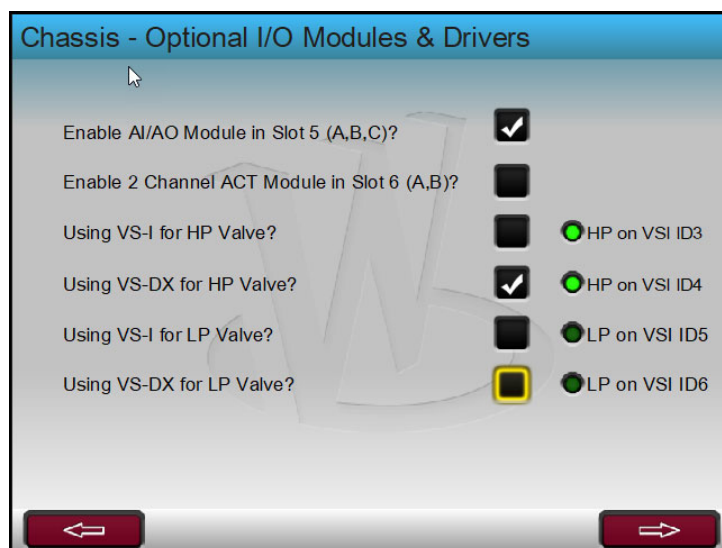 Chassis - Optional I/O Modules & Drivers
Enable AI/AO Module in Slot 5 (A,B,C)?
Enable 2 Channel ACT Module in Slot 6 (A,B)?
Using VS-I for HP Valve? HP on VSI ID3
Using VS-DX for HP Valve? HP on VSI ID4
Using VS-I for LP Valve? LP on VSI ID5
Using VS-DX for LP Valve? LP on VSI ID6